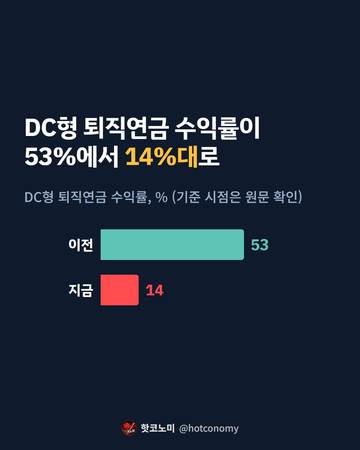 DC형 퇴직연금 수익률이
53%에서 14%대로
DC형 퇴직연금 수익률, % (기준 시점은 원문 확인)
이전 53
지금 14
핫코노미 @hotconomy